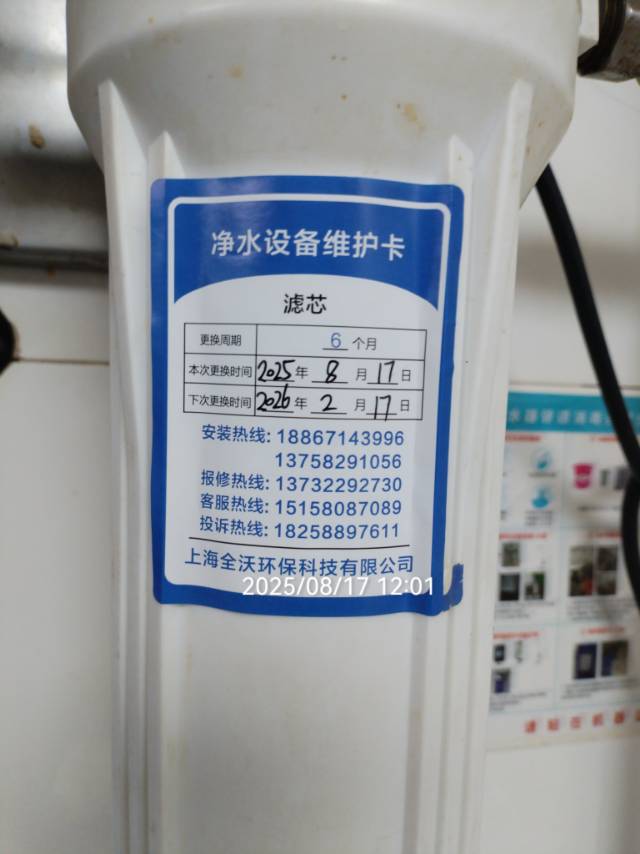 净水设备维护卡
滤芯
更换周期 6 个月
本次更换时间 2025 年 8 月 17 日
下次更换时间 2026 年 2 月 17 日
安装热线: 18867143996
13758291056
报修热线: 13732292730
客服热线: 15158087089
投诉热线: 18258897611
上海全沃环保科技有限公司
2025/08/17 12:01